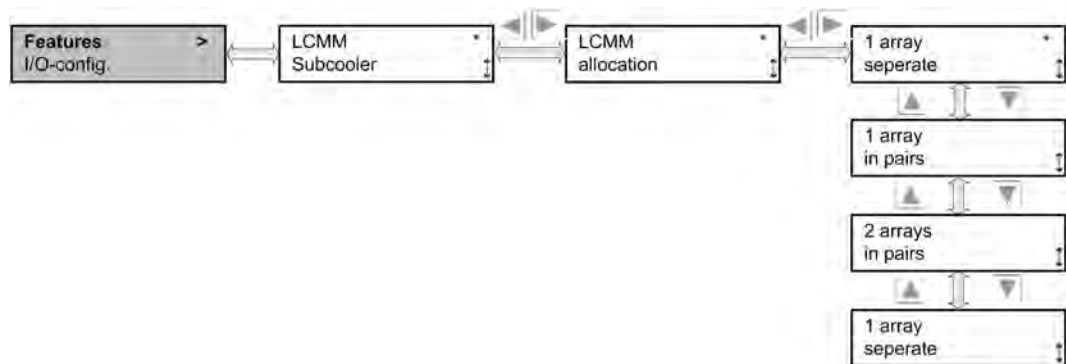 Features >
I/O-config.
LCMM *
Subcooler
LCMM *
allocation
1 array *
seperate
1 array
in pairs
2 arrays
in pairs
1 array
seperate